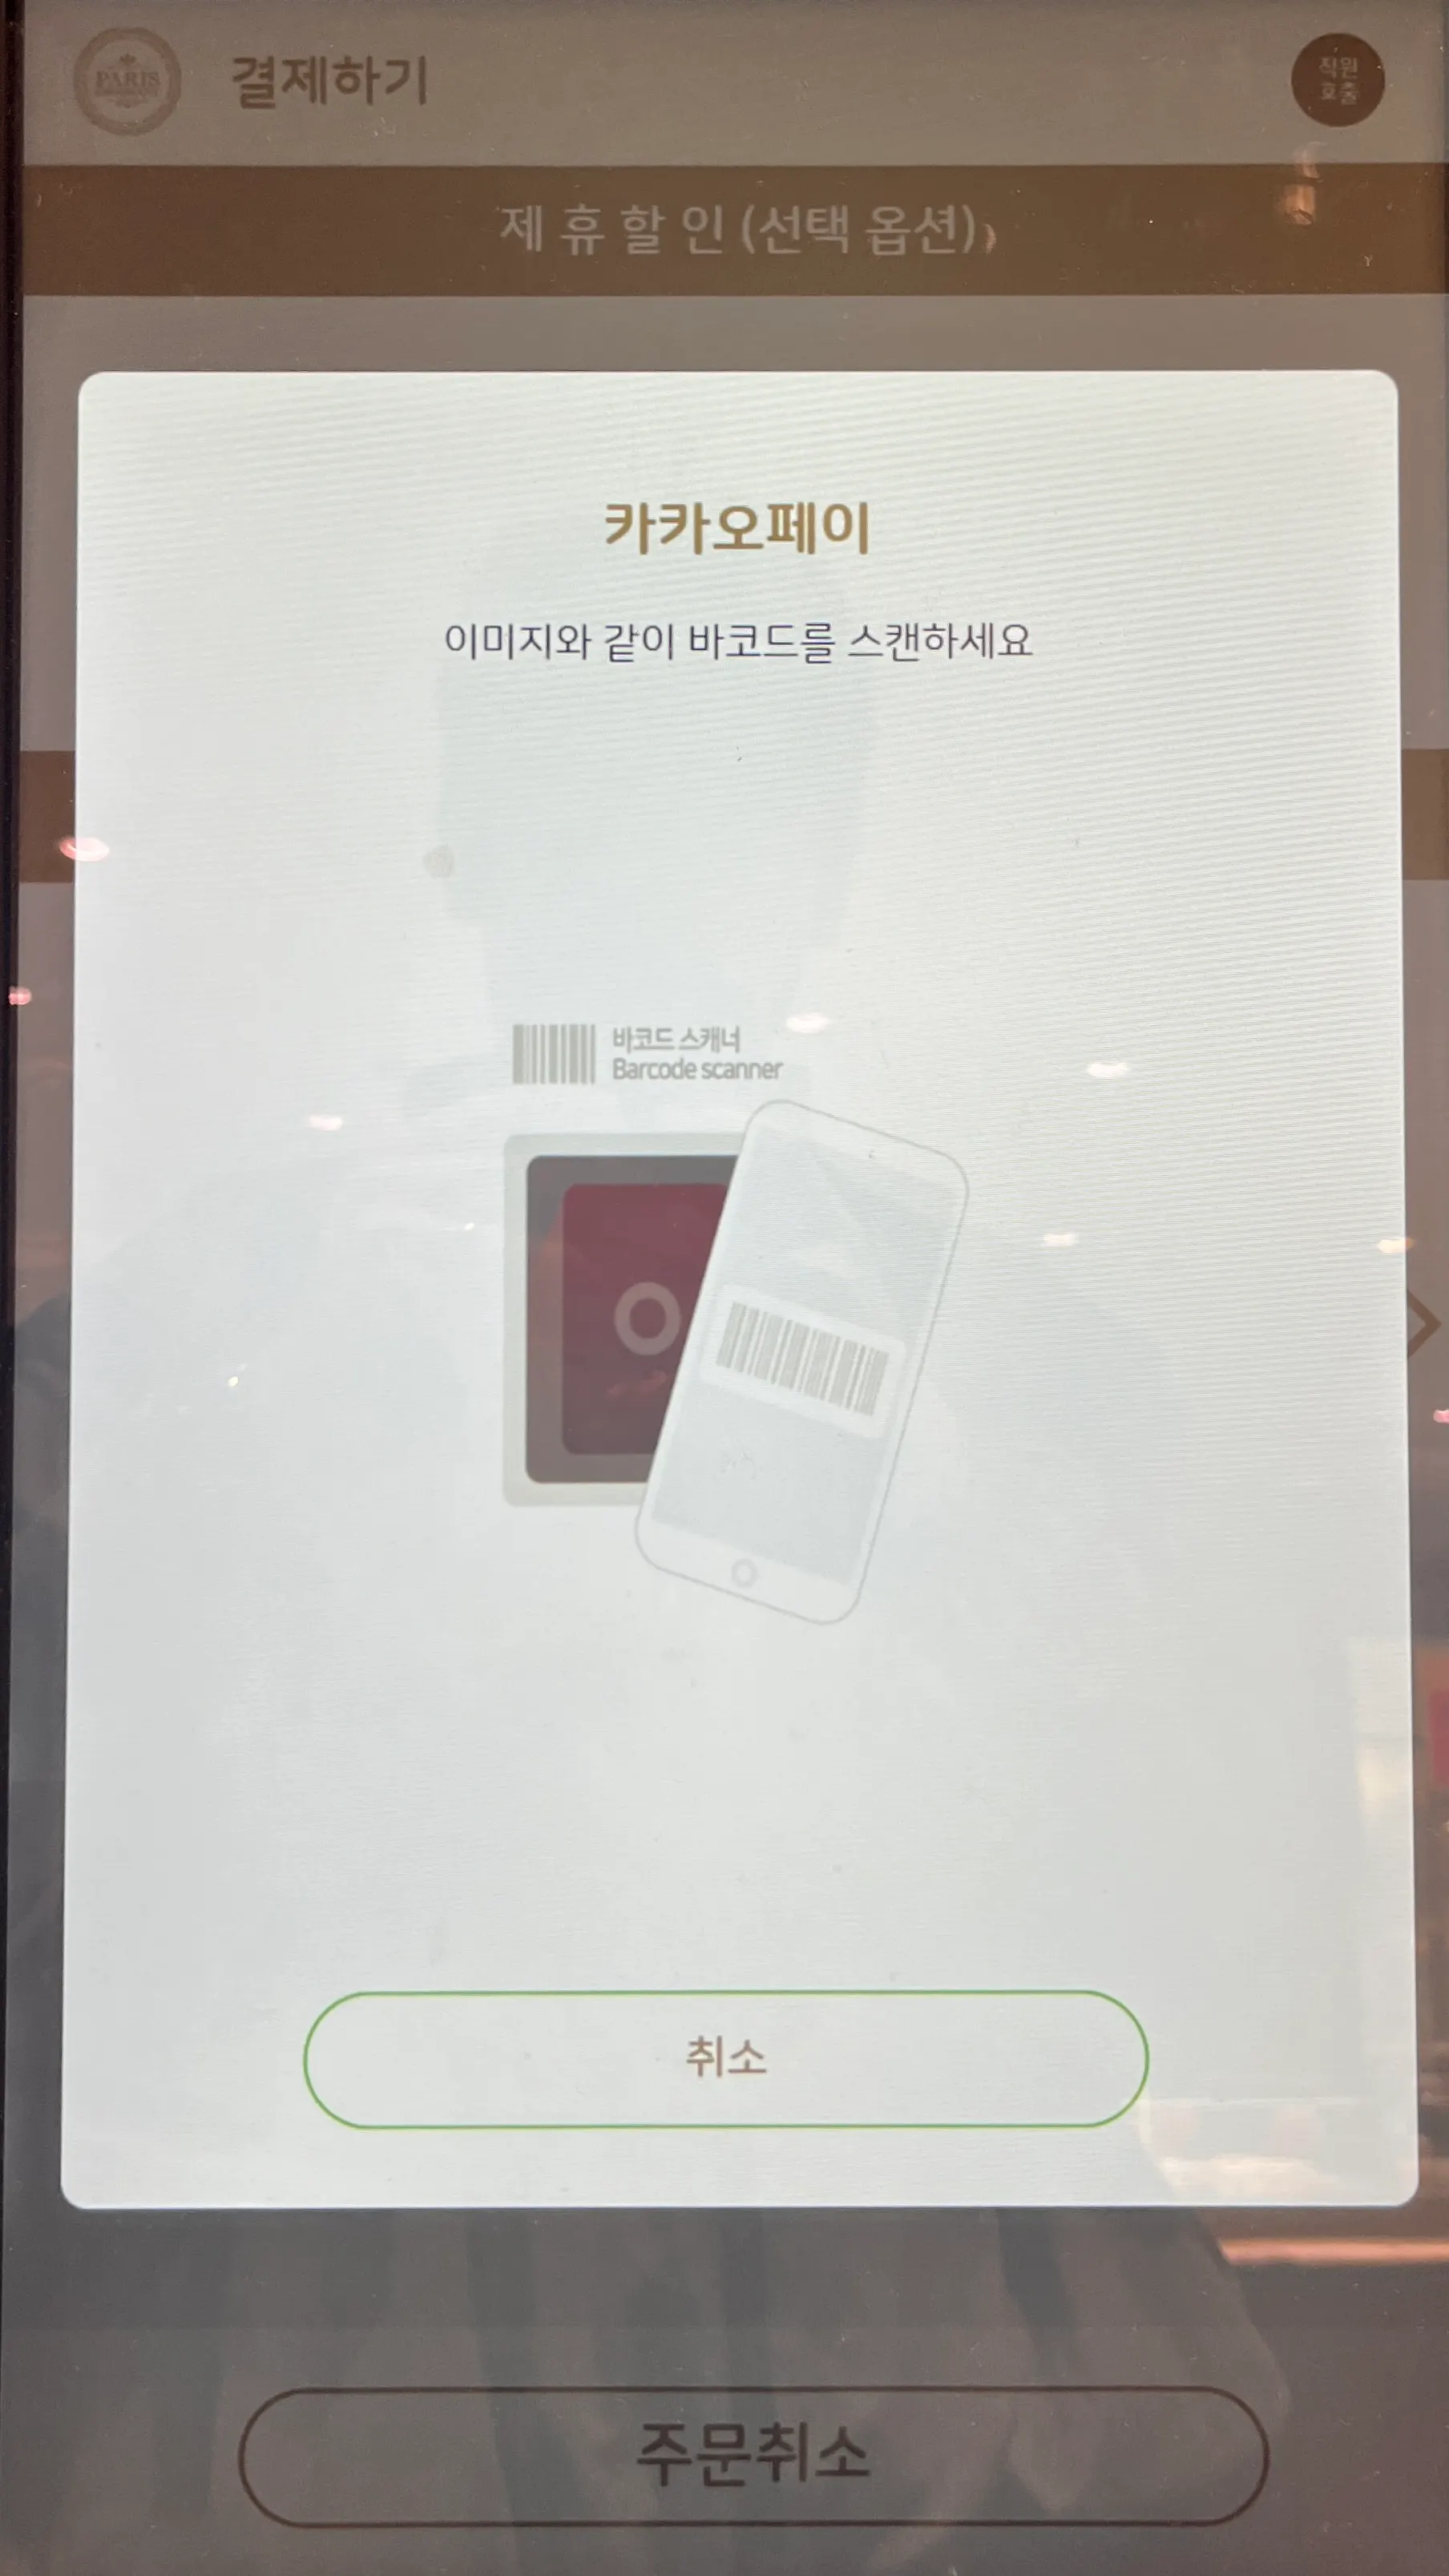 PARIS
결제하기
직원
호출
제 휴 할 인 (선택 옵션)
카카오페이
이미지와 같이 바코드를 스캔하세요
바코드 스캐너
Barcode scanner
취소
주문취소